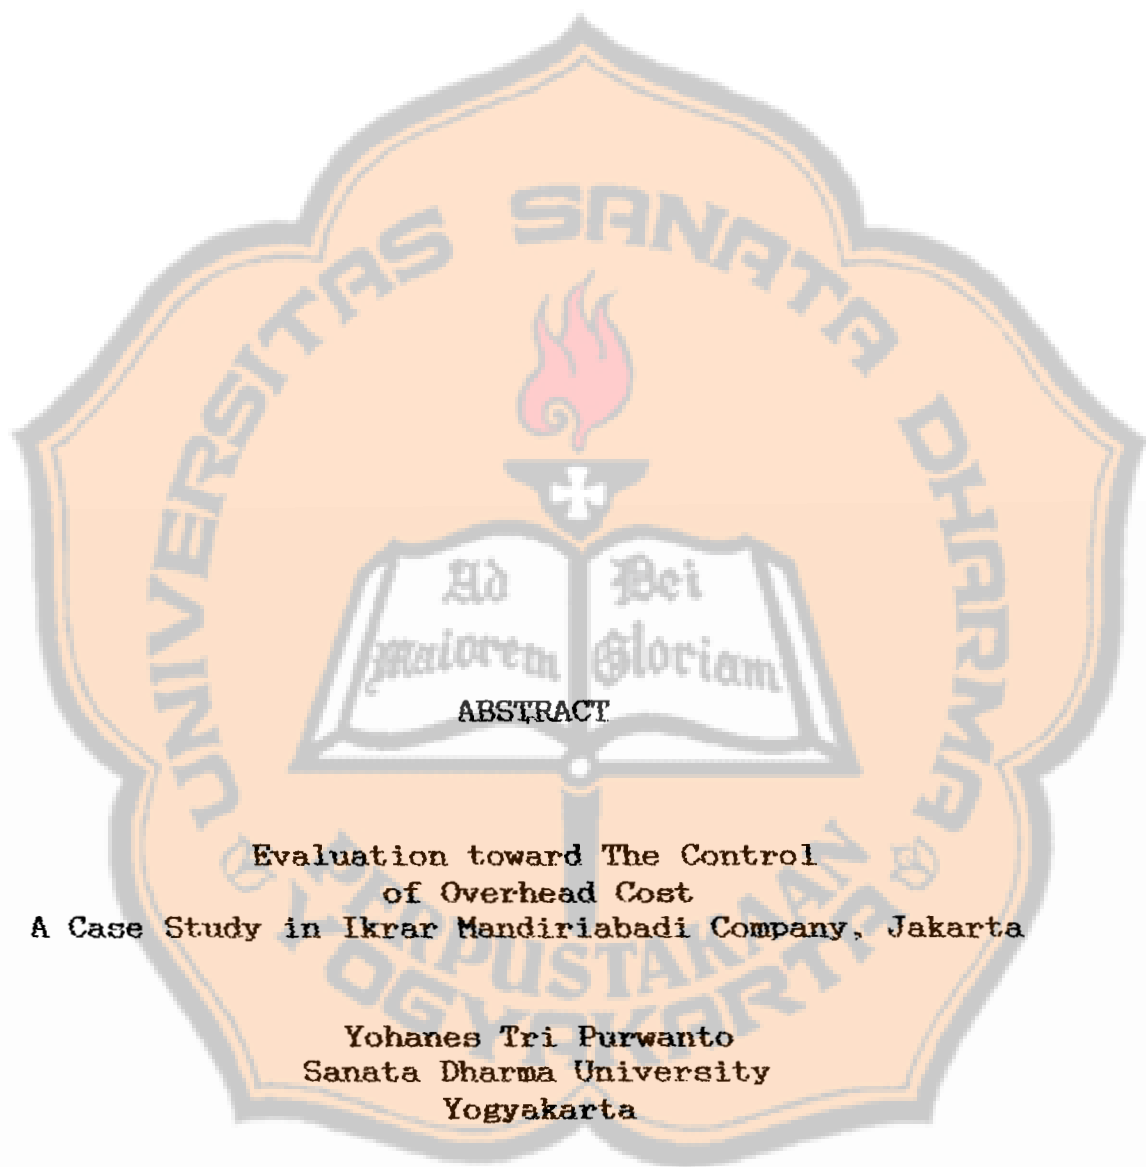 UNIVERSITAS SANATA DHARMA
Ad
Dei
maiorem
Gloriam
ABSTRACT
Evaluation toward The Control
of Overhead Cost
A Case Study in Ikrar Mandiriabadi Company, Jakarta
PERPUSTAKAAN
YOGYAKARTA
Yohanes Tri Purwanto
Sanata Dharma University
Yogyakarta